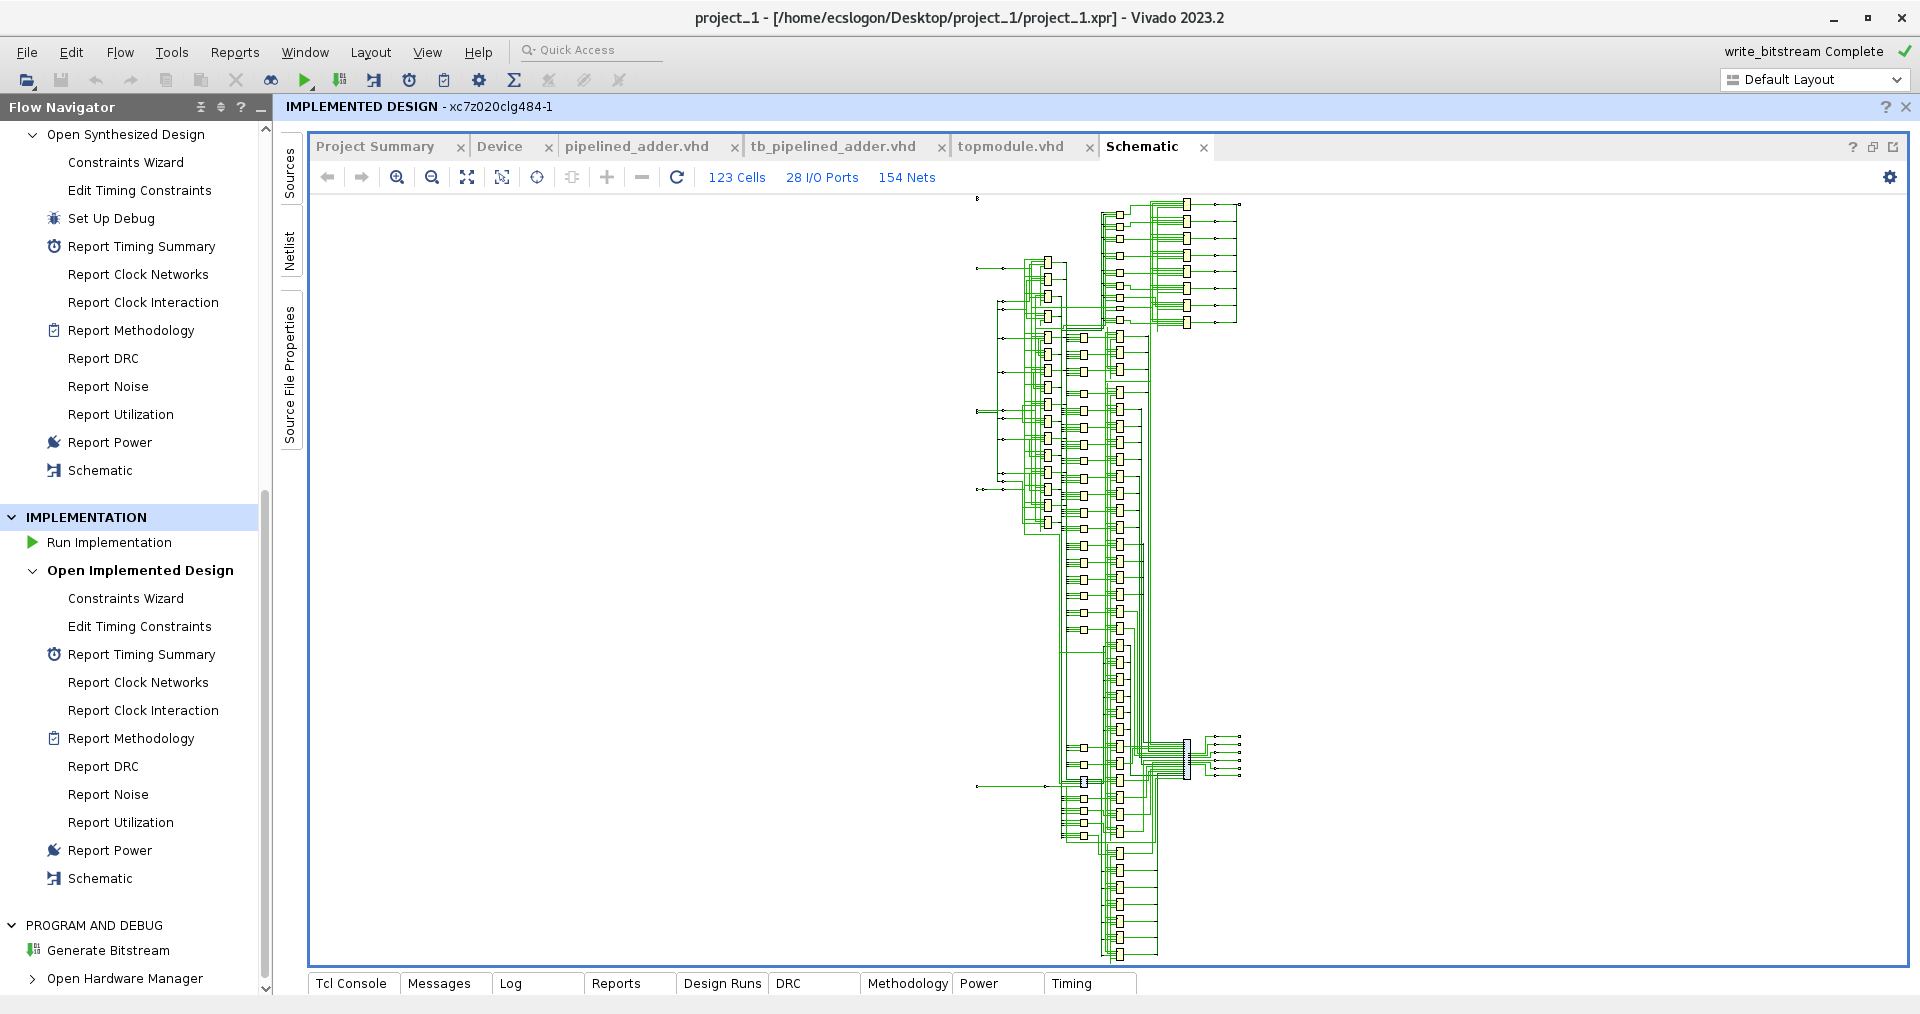 project_1 - [/home/ecslogon/Desktop/project_1/project_1.xpr] - Vivado 2023.2
File Edit Flow Tools Reports Window Layout View Help Quick Access
write_bitstream Complete
Default Layout
Flow Navigator
IMPLEMENTED DESIGN - xc7z020clg484-1
Open Synthesized Design
Constraints Wizard
Edit Timing Constraints
Set Up Debug
Report Timing Summary
Report Clock Networks
Report Clock Interaction
Report Methodology
Report DRC
Report Noise
Report Utilization
Report Power
Schematic
IMPLEMENTATION
Run Implementation
Open Implemented Design
Constraints Wizard
Edit Timing Constraints
Report Timing Summary
Report Clock Networks
Report Clock Interaction
Report Methodology
Report DRC
Report Noise
Report Utilization
Report Power
Schematic
PROGRAM AND DEBUG
Generate Bitstream
Open Hardware Manager
Sources
Netlist
Source File Properties
Project Summary Device pipelined_adder.vhd tb_pipelined_adder.vhd topmodule.vhd Schematic
123 Cells 28 I/O Ports 154 Nets
Tcl Console Messages Log Reports Design Runs DRC Methodology Power Timing